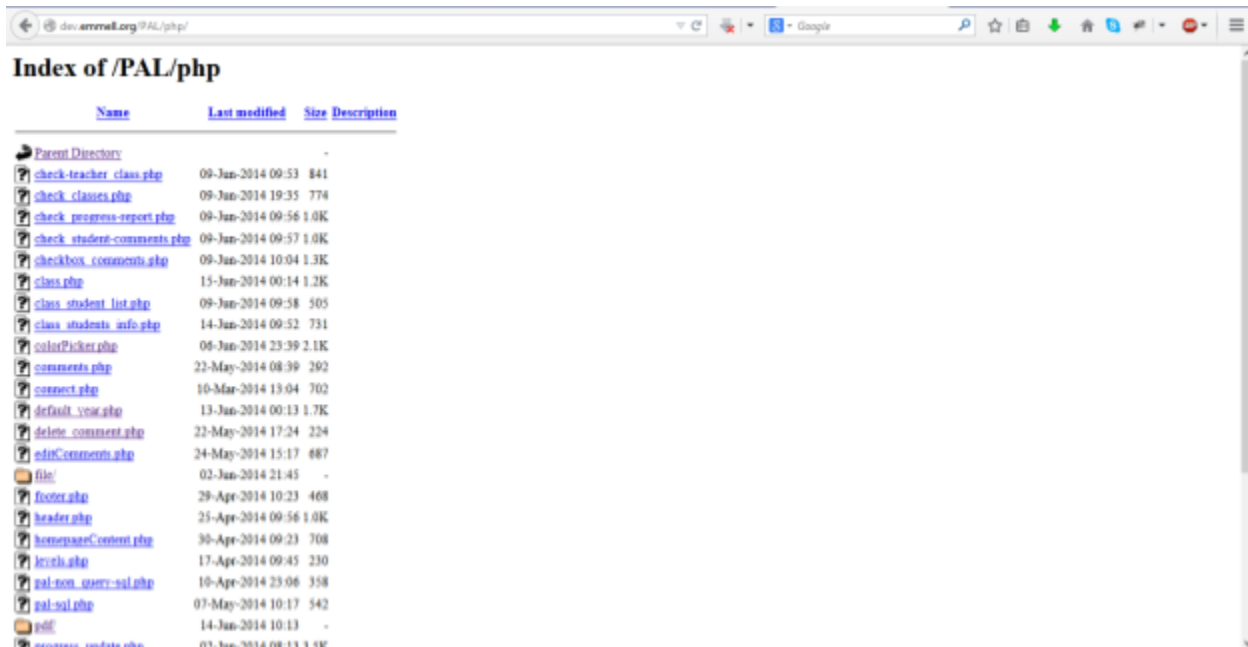 dev.emmell.org/PAL/php/
Google
Index of /PAL/php
Name Last modified Size Description
Parent Directory -
check-teacher_class.php 09-Jun-2014 09:53 841
check_classes.php 09-Jun-2014 19:35 774
check_progress-report.php 09-Jun-2014 09:56 1.0K
check_student-comments.php 09-Jun-2014 09:57 1.0K
checkbox_comments.php 09-Jun-2014 10:04 1.3K
class.php 15-Jun-2014 00:14 1.2K
class_student_list.php 09-Jun-2014 09:58 505
class_students_info.php 14-Jun-2014 09:52 731
colorPicker.php 06-Jun-2014 23:39 2.1K
comments.php 22-May-2014 08:39 292
connect.php 10-Mar-2014 13:04 702
default_year.php 13-Jun-2014 00:13 1.7K
delete_comment.php 22-May-2014 17:24 224
editComments.php 24-May-2014 15:17 687
file/ 02-Jun-2014 21:45 -
footer.php 29-Apr-2014 10:23 468
header.php 25-Apr-2014 09:56 1.0K
homepageContent.php 30-Apr-2014 09:23 708
levels.php 17-Apr-2014 09:45 230
pal-non_query-sql.php 10-Apr-2014 23:06 358
pal-sql.php 07-May-2014 10:17 542
pdf/ 14-Jun-2014 10:13 -
progress_update.php 02-Jun-2014 08:13 3.5K